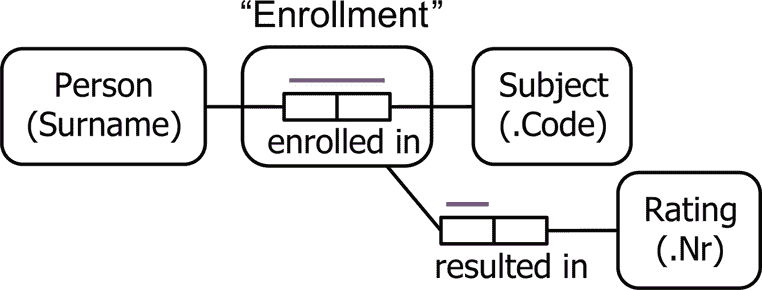 “Enrollment”
Person
(Surname)
enrolled in
Subject
(.Code)
resulted in
Rating
(.Nr)